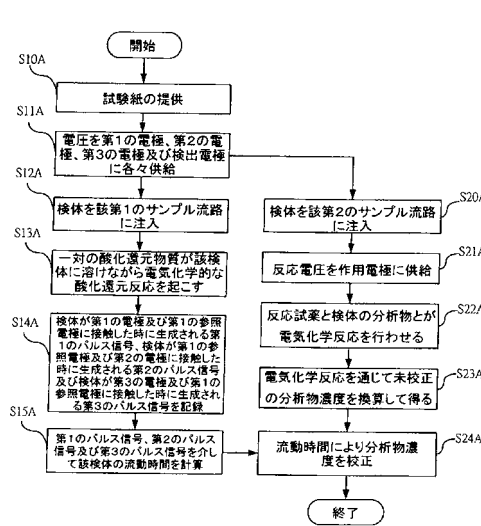 開始
S10A
試験紙の提供
S11A
電圧を第1の電極、第2の電
極、第3の電極及び検出電極
に各々供給
S12A
検体を該第1のサンプル流路
に注入
S13A
一対の酸化還元物質が該検
体に溶けながら電気化学的な
酸化還元反応を起こす
S14A
検体が第1の電極及び第1の参照
電極に接触した時に生成される第
1のパルス信号、検体が第1の参
照電極及び第2の電極に接触し
た時に生成される第2のパルス信
号及び検体が第3の電極及び第1
の参照電極に接触した時に生成され
る第3のパルス信号を記録
S15A
第1のパルス信号、第2のパルス
信号及び第3のパルス信号を介し
て該検体の流動時間を計算
S20A
検体を該第2のサンプル流路
に注入
S21A
反応電圧を作用電極に供給
S22A
反応試薬と検体の分析物とが
電気化学反応を行わせる
S23A
電気化学反応を通じて未校正
の分析物濃度を換算して得る
S24A
流動時間により分析物濃
度を校正
終了